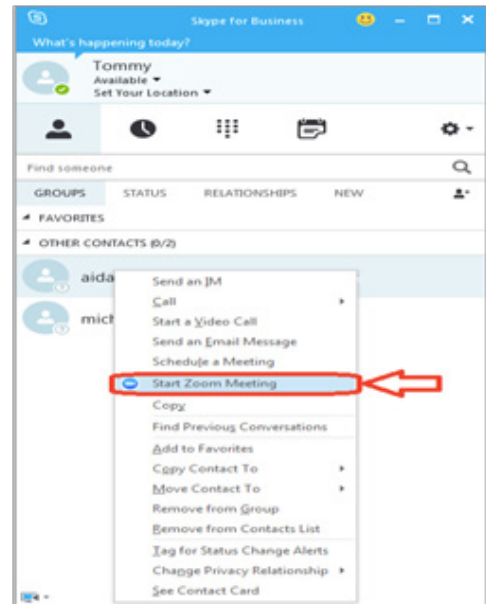 Skype for Business
What's happening today?
Tommy
Available
Set Your Location
Find someone
GROUPS STATUS RELATIONSHIPS NEW
FAVORITES
OTHER CONTACTS (0/2)
aida
mich
Send an IM
Call
Start a Video Call
Send an Email Message
Schedule a Meeting
Start Zoom Meeting
Copy
Find Previous Conversations
Add to Favorites
Copy Contact To
Move Contact To
Remove from Group
Remove from Contacts List
Tag for Status Change Alerts
Change Privacy Relationship
See Contact Card